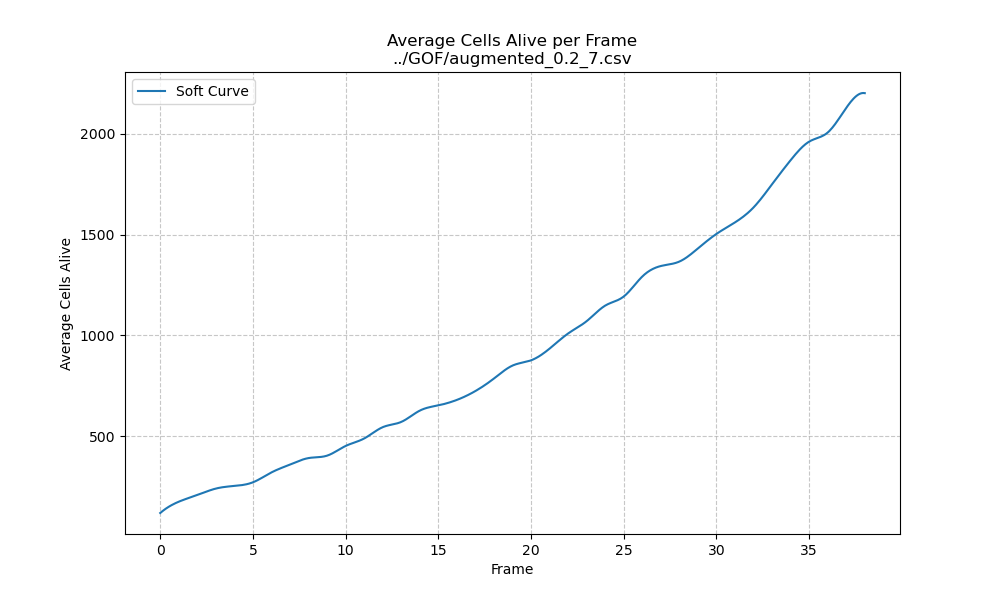 Average Cells Alive per Frame
../GOF/augmented_0.2_7.csv
Soft Curve
Average Cells Alive
2000
1500
1000
500
0 5 10 15 20 25 30 35
Frame